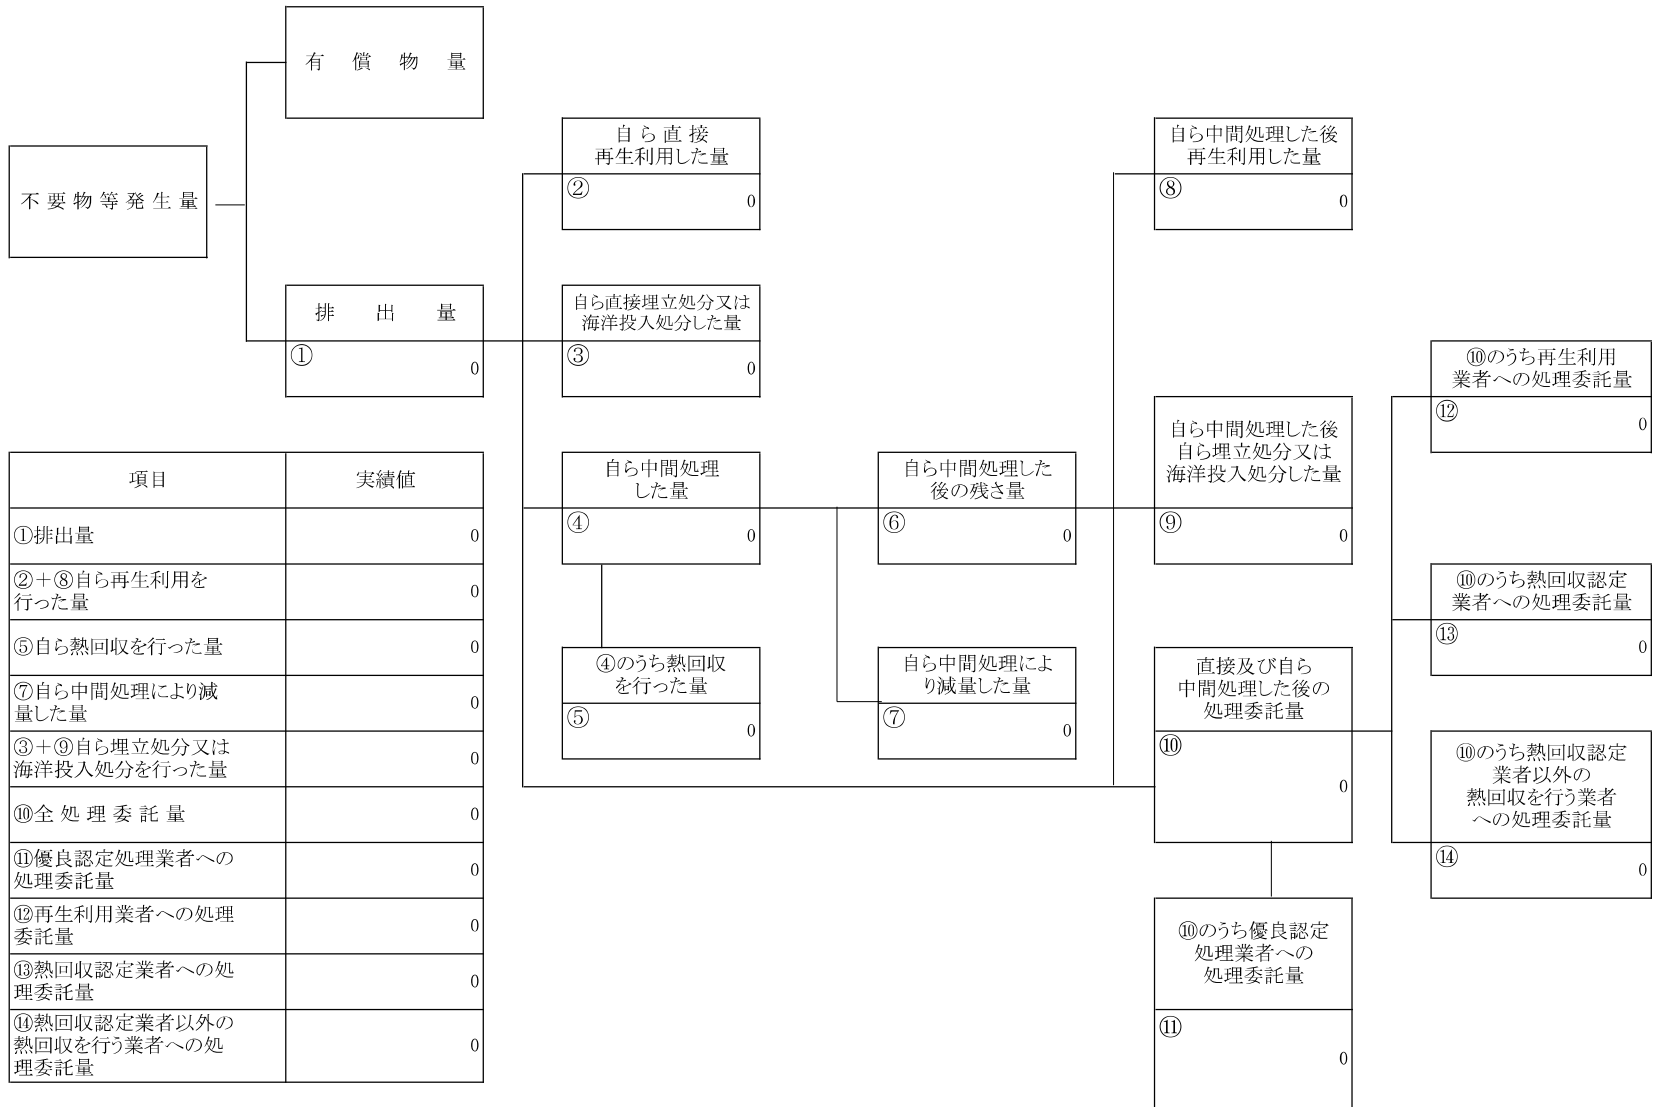 有 償 物 量
不 要 物 等 発 生 量
自 ら 直 接
再生利用した量
②
0
自ら中間処理した後
再生利用した量
⑧
0
排 出 量
①
0
自ら直接埋立処分又は
海洋投入処分した量
③
0
⑩のうち再生利用
業者への処理委託量
⑫
0
自ら中間処理
した量
④
0
自ら中間処理した
後の残さ量
⑥
0
自ら中間処理した後
自ら埋立処分又は
海洋投入処分した量
⑨
0
⑩のうち熱回収認定
業者への処理委託量
⑬
0
④のうち熱回収
を行った量
⑤
0
自ら中間処理によ
り減量した量
⑦
0
直接及び自ら
中間処理した後の
処理委託量
⑩
0
⑩のうち熱回収認定
業者以外の
熱回収を行う業者
への処理委託量
⑭
0
⑩のうち優良認定
処理業者への
処理委託量
⑪
0
項目 実績値
①排出量 0
②+⑧自ら再生利用を
行った量 0
⑤自ら熱回収を行った量 0
⑦自ら中間処理により減
量した量 0
③+⑨自ら埋立処分又は
海洋投入処分を行った量 0
⑩全 処 理 委 託 量 0
⑪優良認定処理業者への
処理委託量 0
⑫再生利用業者への処理
委託量 0
⑬熱回収認定業者への処
理委託量 0
⑭熱回収認定業者以外の
熱回収を行う業者への処
理委託量 0